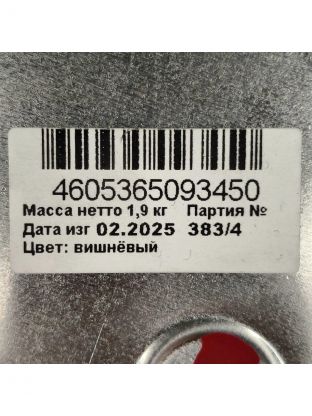 4605365093450
Масса нетто 1,9 кг Партия №
Дата изг 02.2025 383/4
Цвет: вишнёвый